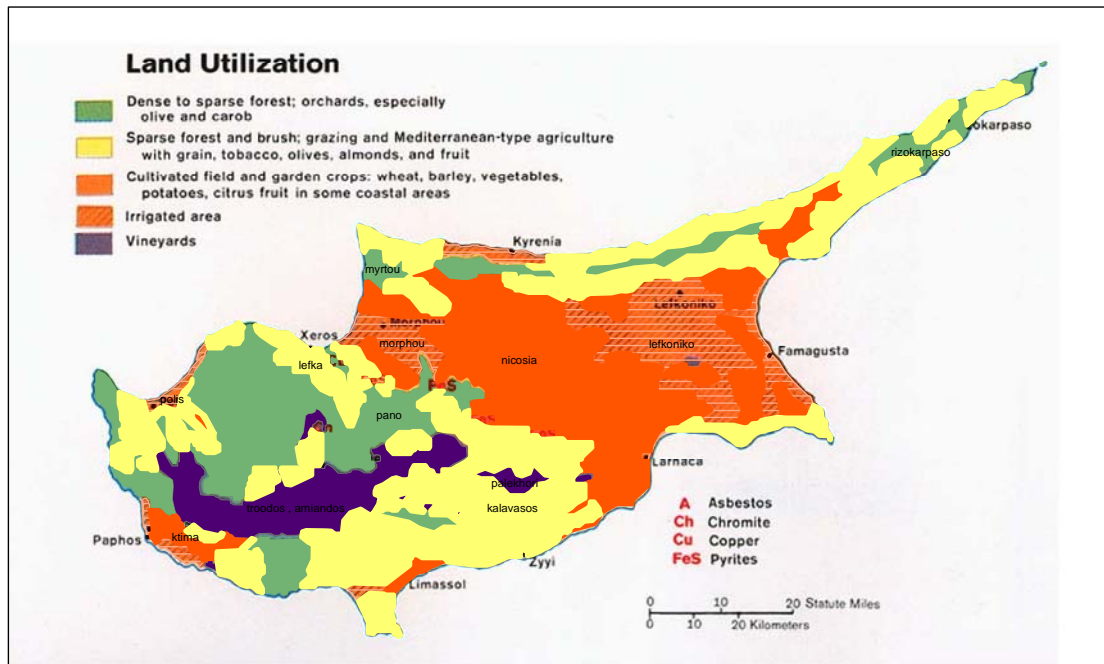 Land Utilization
Dense to sparse forest; orchards, especially
olive and carob
Sparse forest and brush; grazing and Mediterranean-type agriculture
with grain, tobacco, olives, almonds, and fruit
Cultivated field and garden crops: wheat, barley, vegetables,
potatoes, citrus fruit in some coastal areas
Irrigated area
Vineyards
rizokarpaso
Kyrenia
myrtou
Lefkoniko
Morphou
Xeros
morphou
lefkoniko
Famagusta
nicosia
lefka
FeS
polis
pano
Larnaca
palekhori
troodos . amiandos
kalavasos
Paphos
ktima
Zyyi
Limassol
A Asbestos
Ch Chromite
Cu Copper
FeS Pyrites
0 10 20 Statute Miles
0 10 20 Kilometers